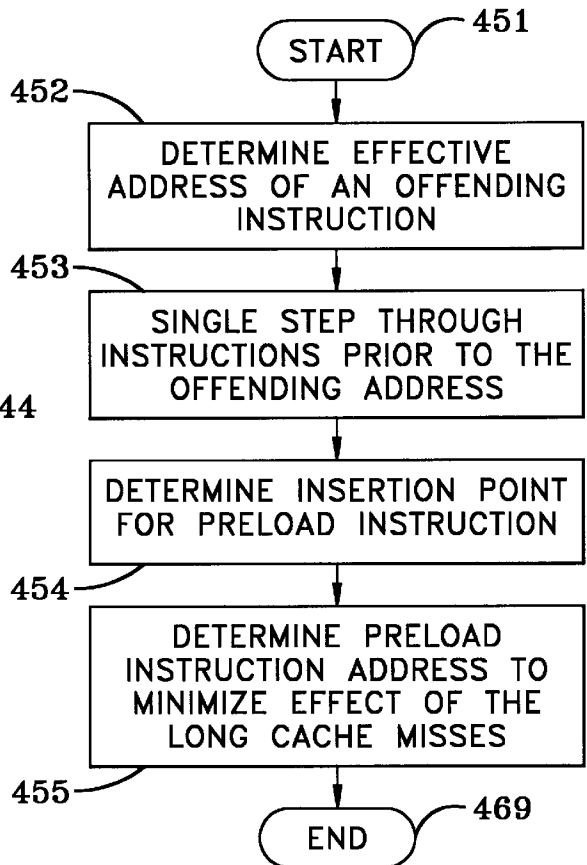 451
START
452
DETERMINE EFFECTIVE
ADDRESS OF AN OFFENDING
INSTRUCTION
453
SINGLE STEP THROUGH
INSTRUCTIONS PRIOR TO THE
OFFENDING ADDRESS
44
DETERMINE INSERTION POINT
FOR PRELOAD INSTRUCTION
454
DETERMINE PRELOAD
INSTRUCTION ADDRESS TO
MINIMIZE EFFECT OF THE
LONG CACHE MISSES
455
469
END